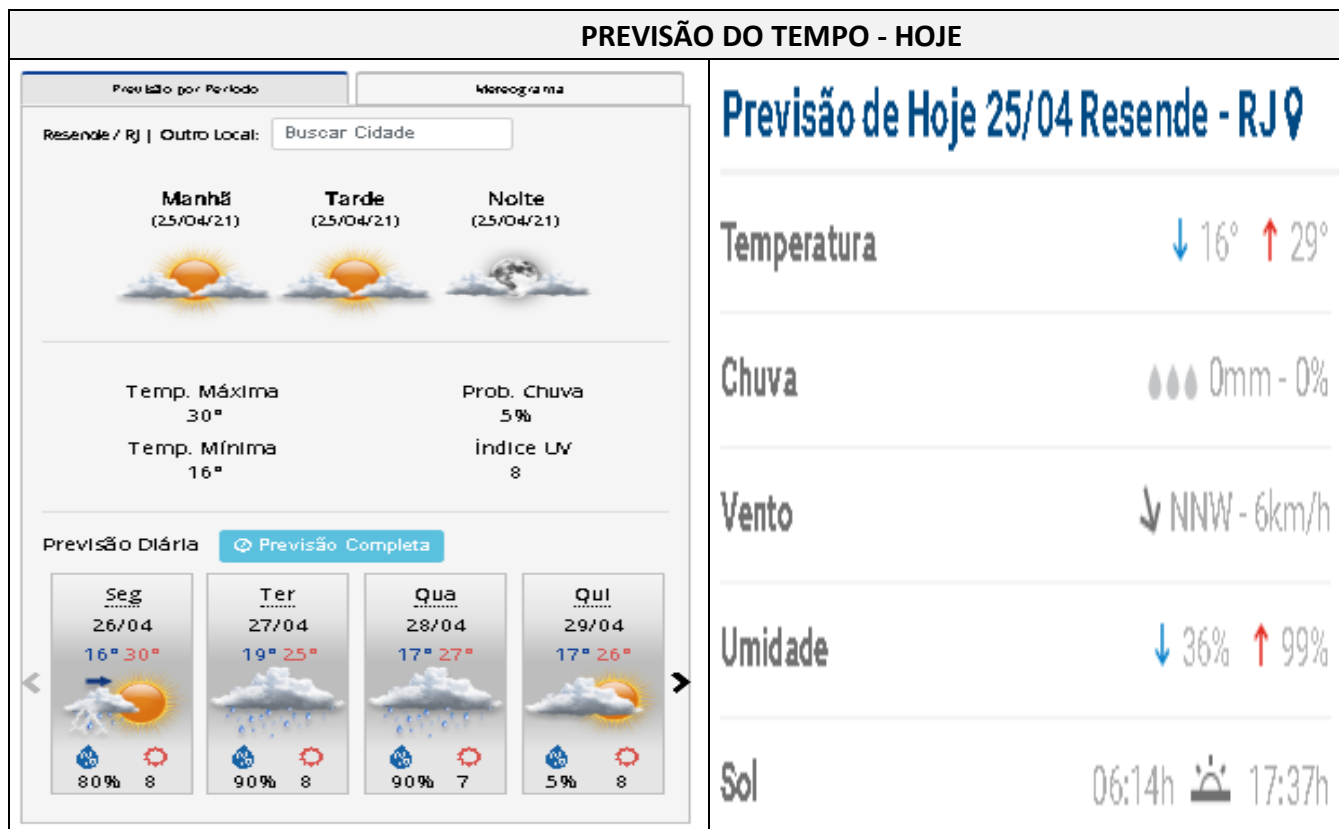 PREVISÃO DO TEMPO - HOJE
Previsão por Período
Meteograma
Resende / RJ | Outro Local: Buscar Cidade
Manhã Tarde Noite
(25/04/21) (25/04/21) (25/04/21)
Temp. Máxima Prob. Chuva
30° 5%
Temp. Mínima Índice UV
16° 8
Previsão Diária Previsão Completa
Seg Ter Qua Qui
26/04 27/04 28/04 29/04
16° 30° 19° 25° 17° 27° 17° 26°
80% 8 90% 8 90% 7 5% 8
Previsão de Hoje 25/04 Resende - RJ
Temperatura 16° 29°
Chuva 0mm - 0%
Vento NNW - 6km/h
Umidade 36% 99%
Sol 06:14h 17:37h